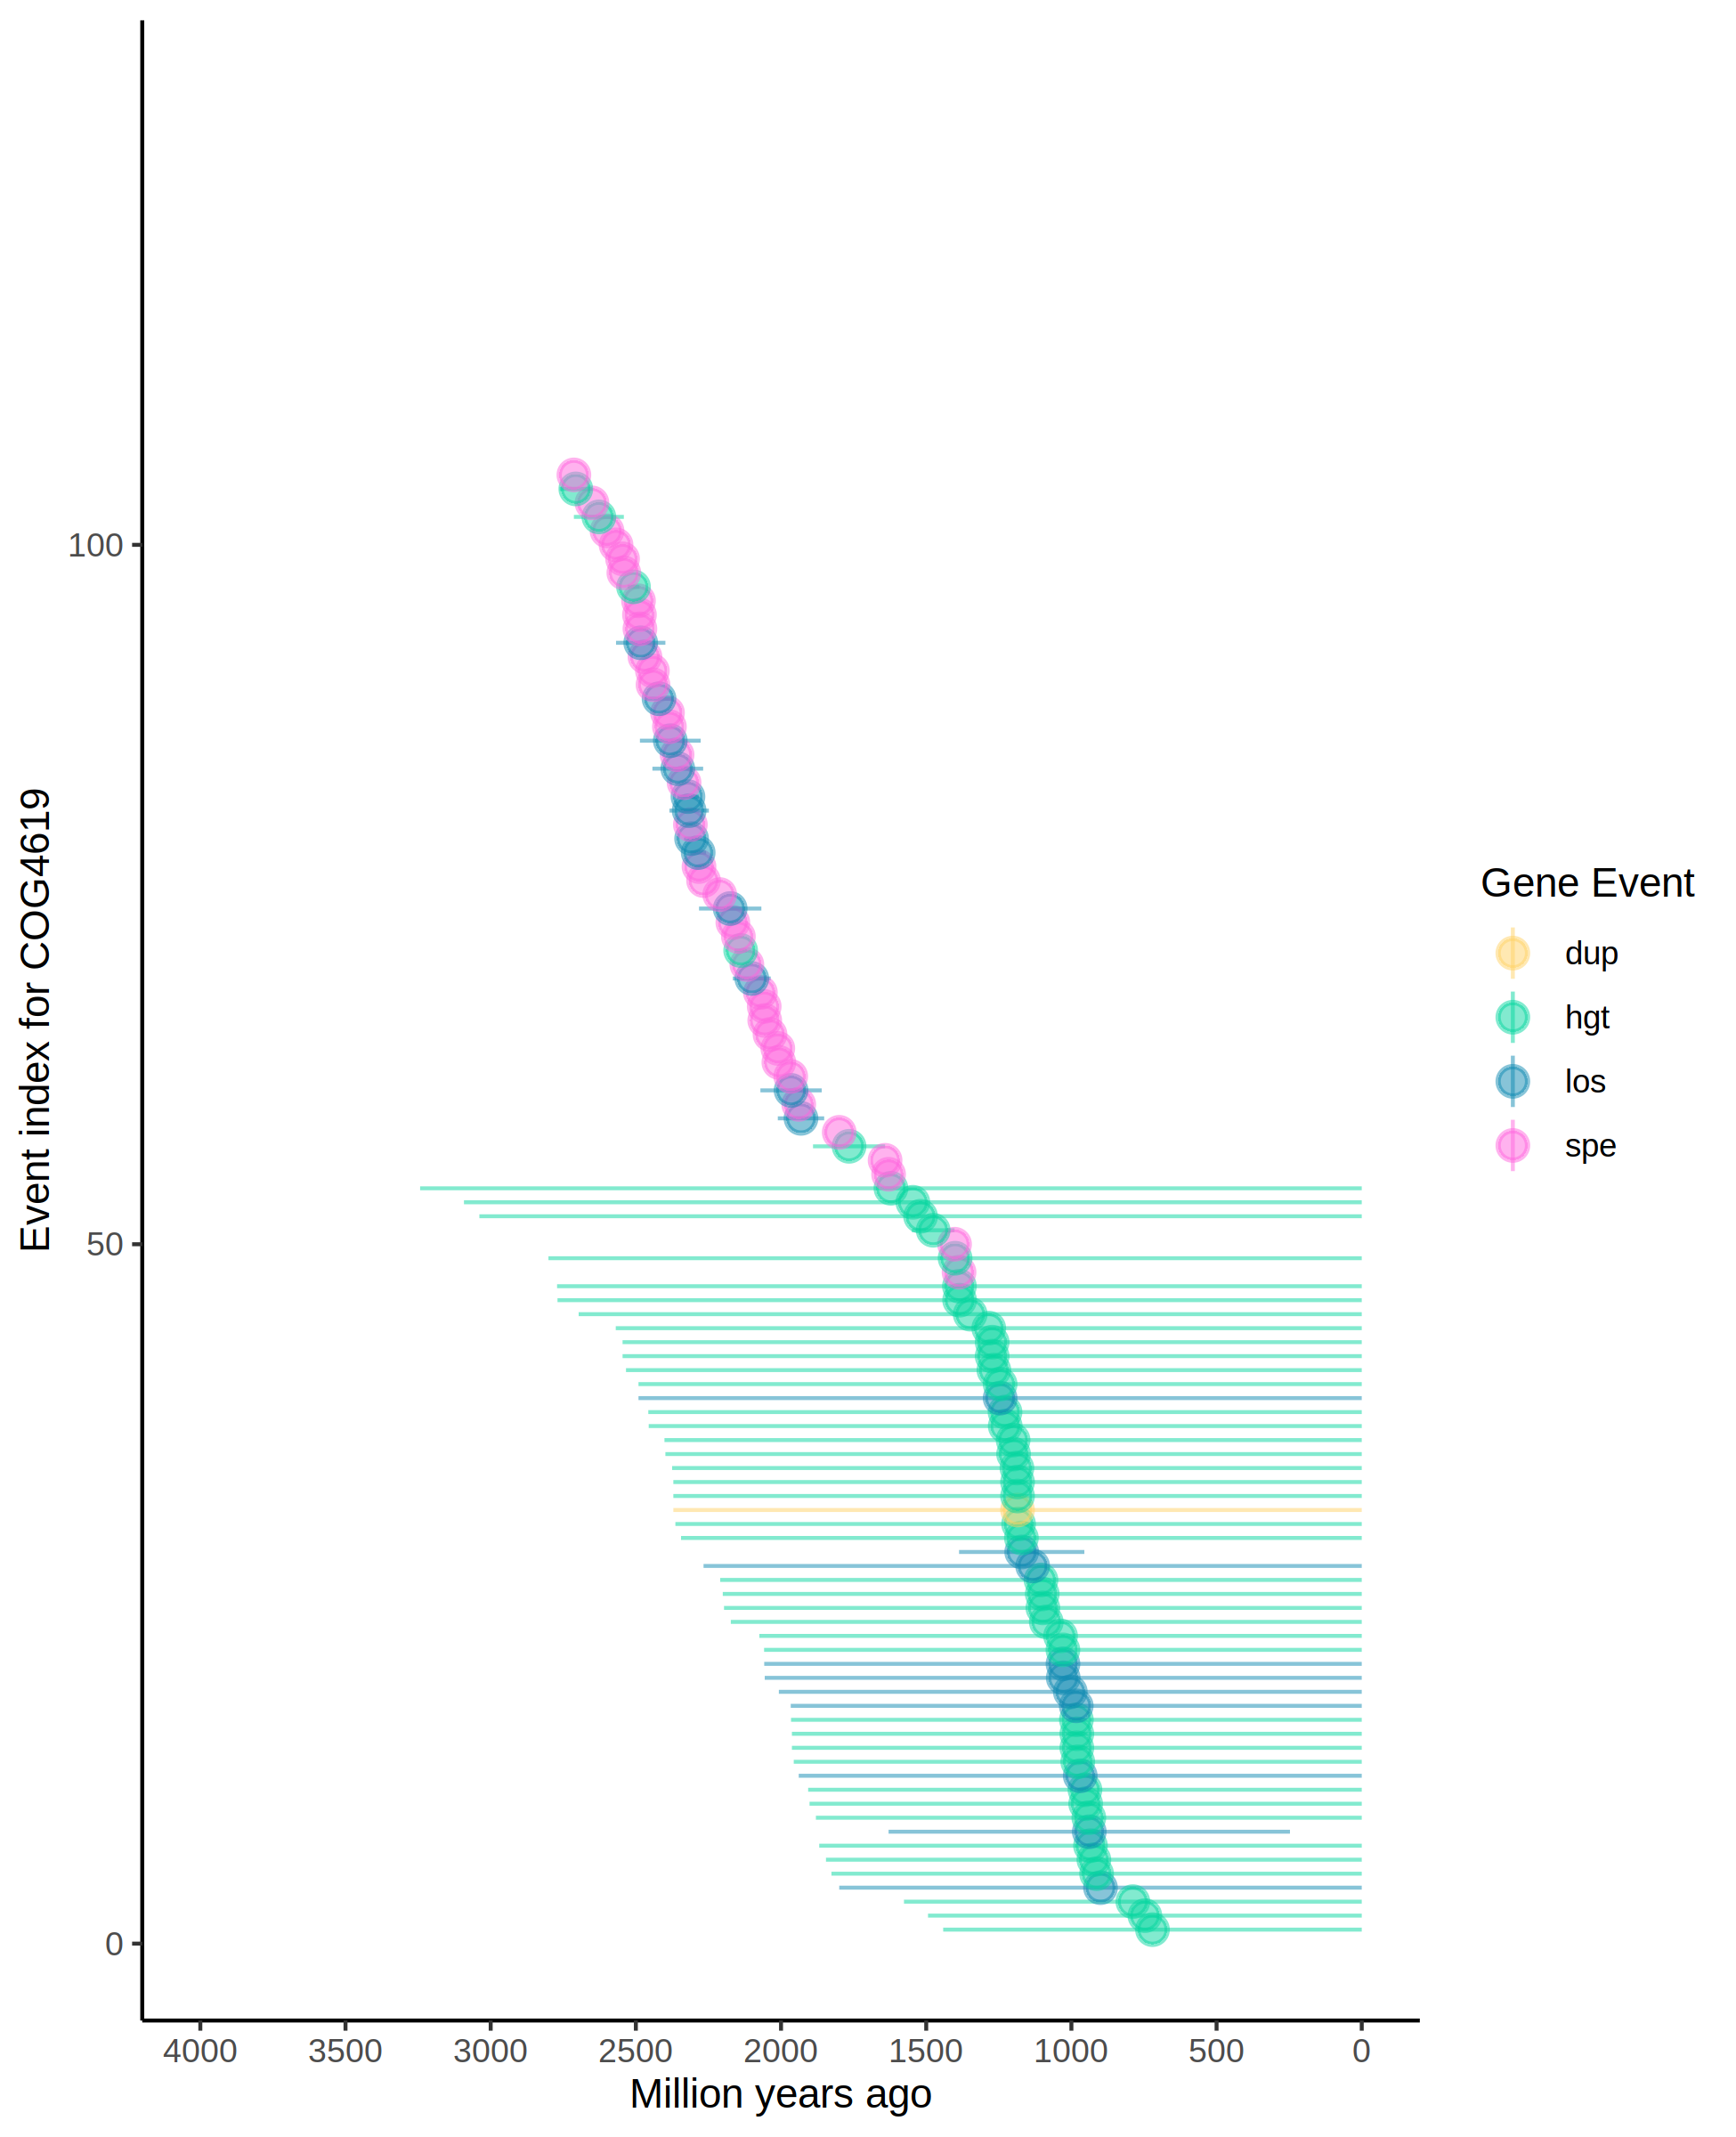 Event index for COG4619
100
50
0
4000 3500 3000 2500 2000 1500 1000 500 0
Million years ago
Gene Event
dup
hgt
los
spe